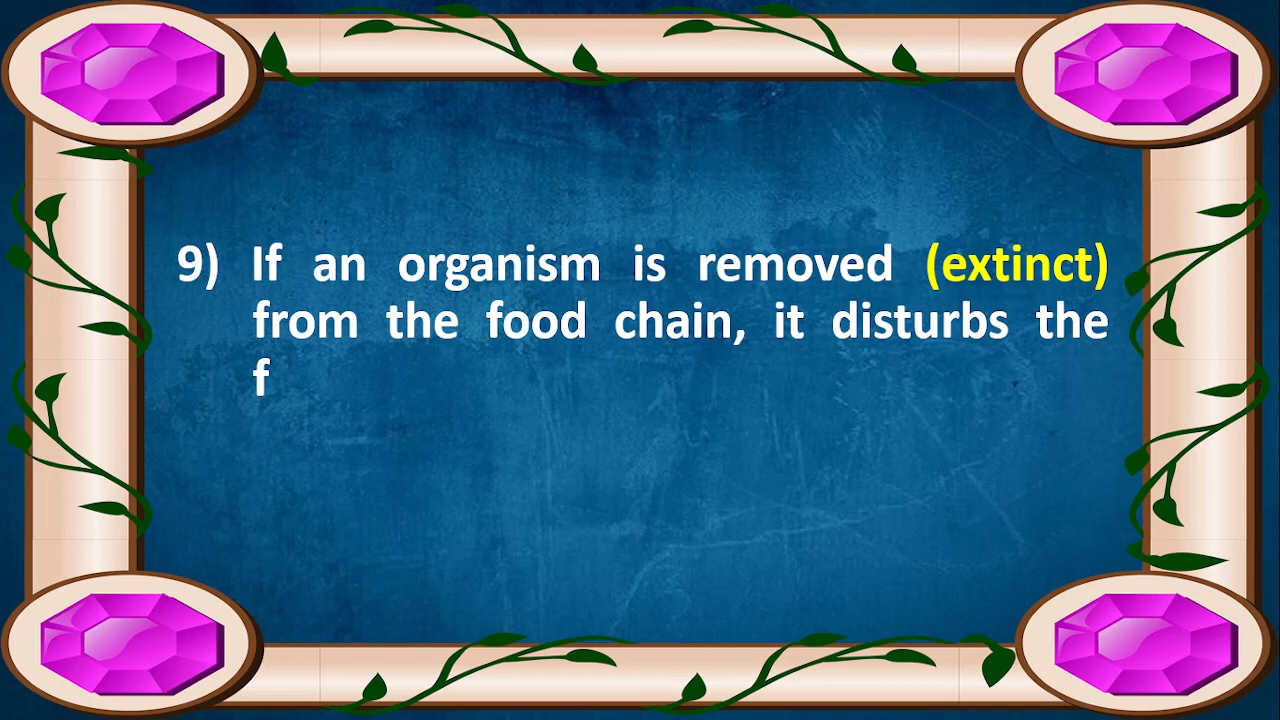 9) If an organism is removed (extinct)
from the food chain, it disturbs the
f